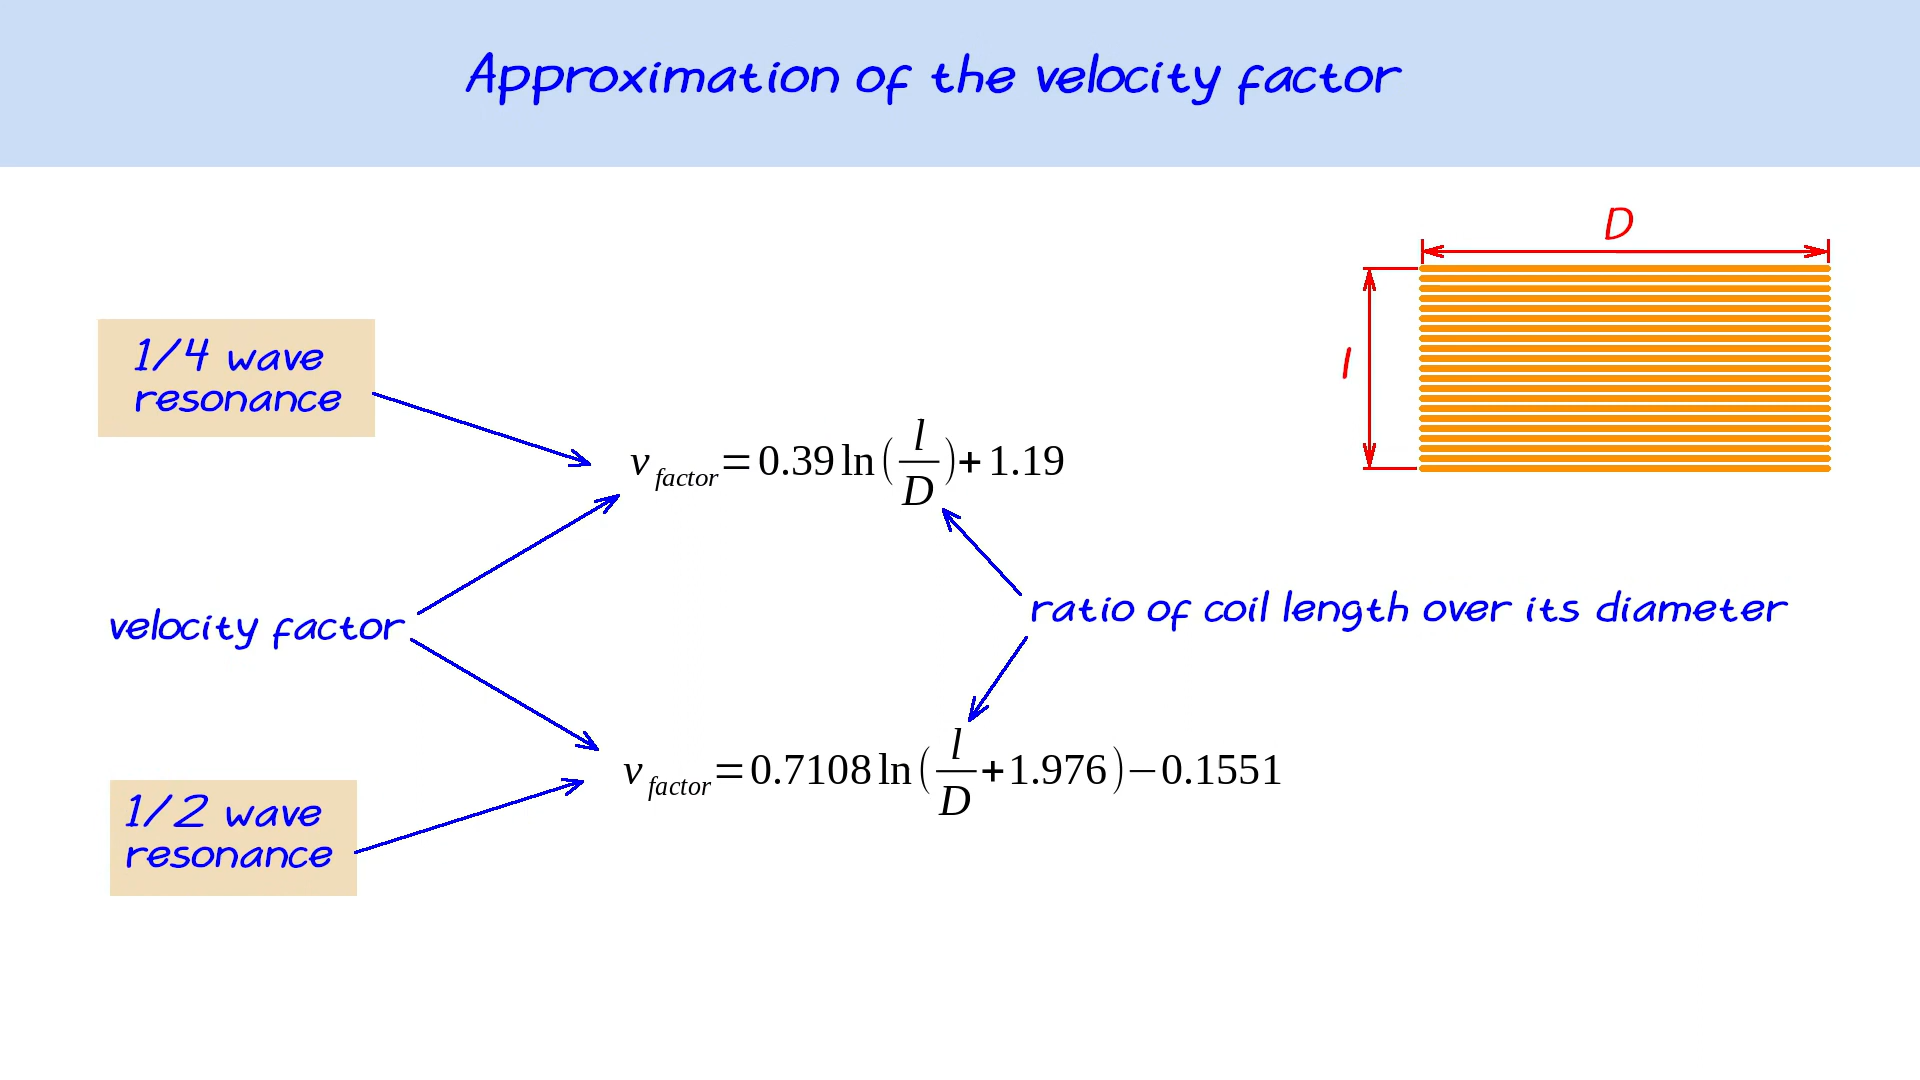 Approximation of the velocity factor
D
l
1/4 wave
resonance
v factor = 0.39 ln (l/D) + 1.19
velocity factor
ratio of coil length over its diameter
v factor = 0.7108 ln (l/D + 1.976) − 0.1551
1/2 wave
resonance